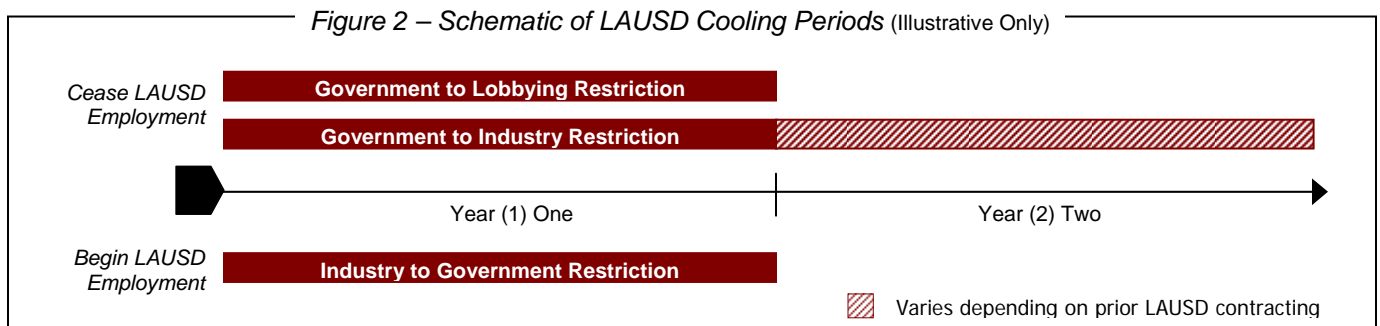 Figure 2 – Schematic of LAUSD Cooling Periods (Illustrative Only)
Cease LAUSD
Employment
Government to Lobbying Restriction
Government to Industry Restriction
Year (1) One
Year (2) Two
Begin LAUSD
Employment
Industry to Government Restriction
Varies depending on prior LAUSD contracting